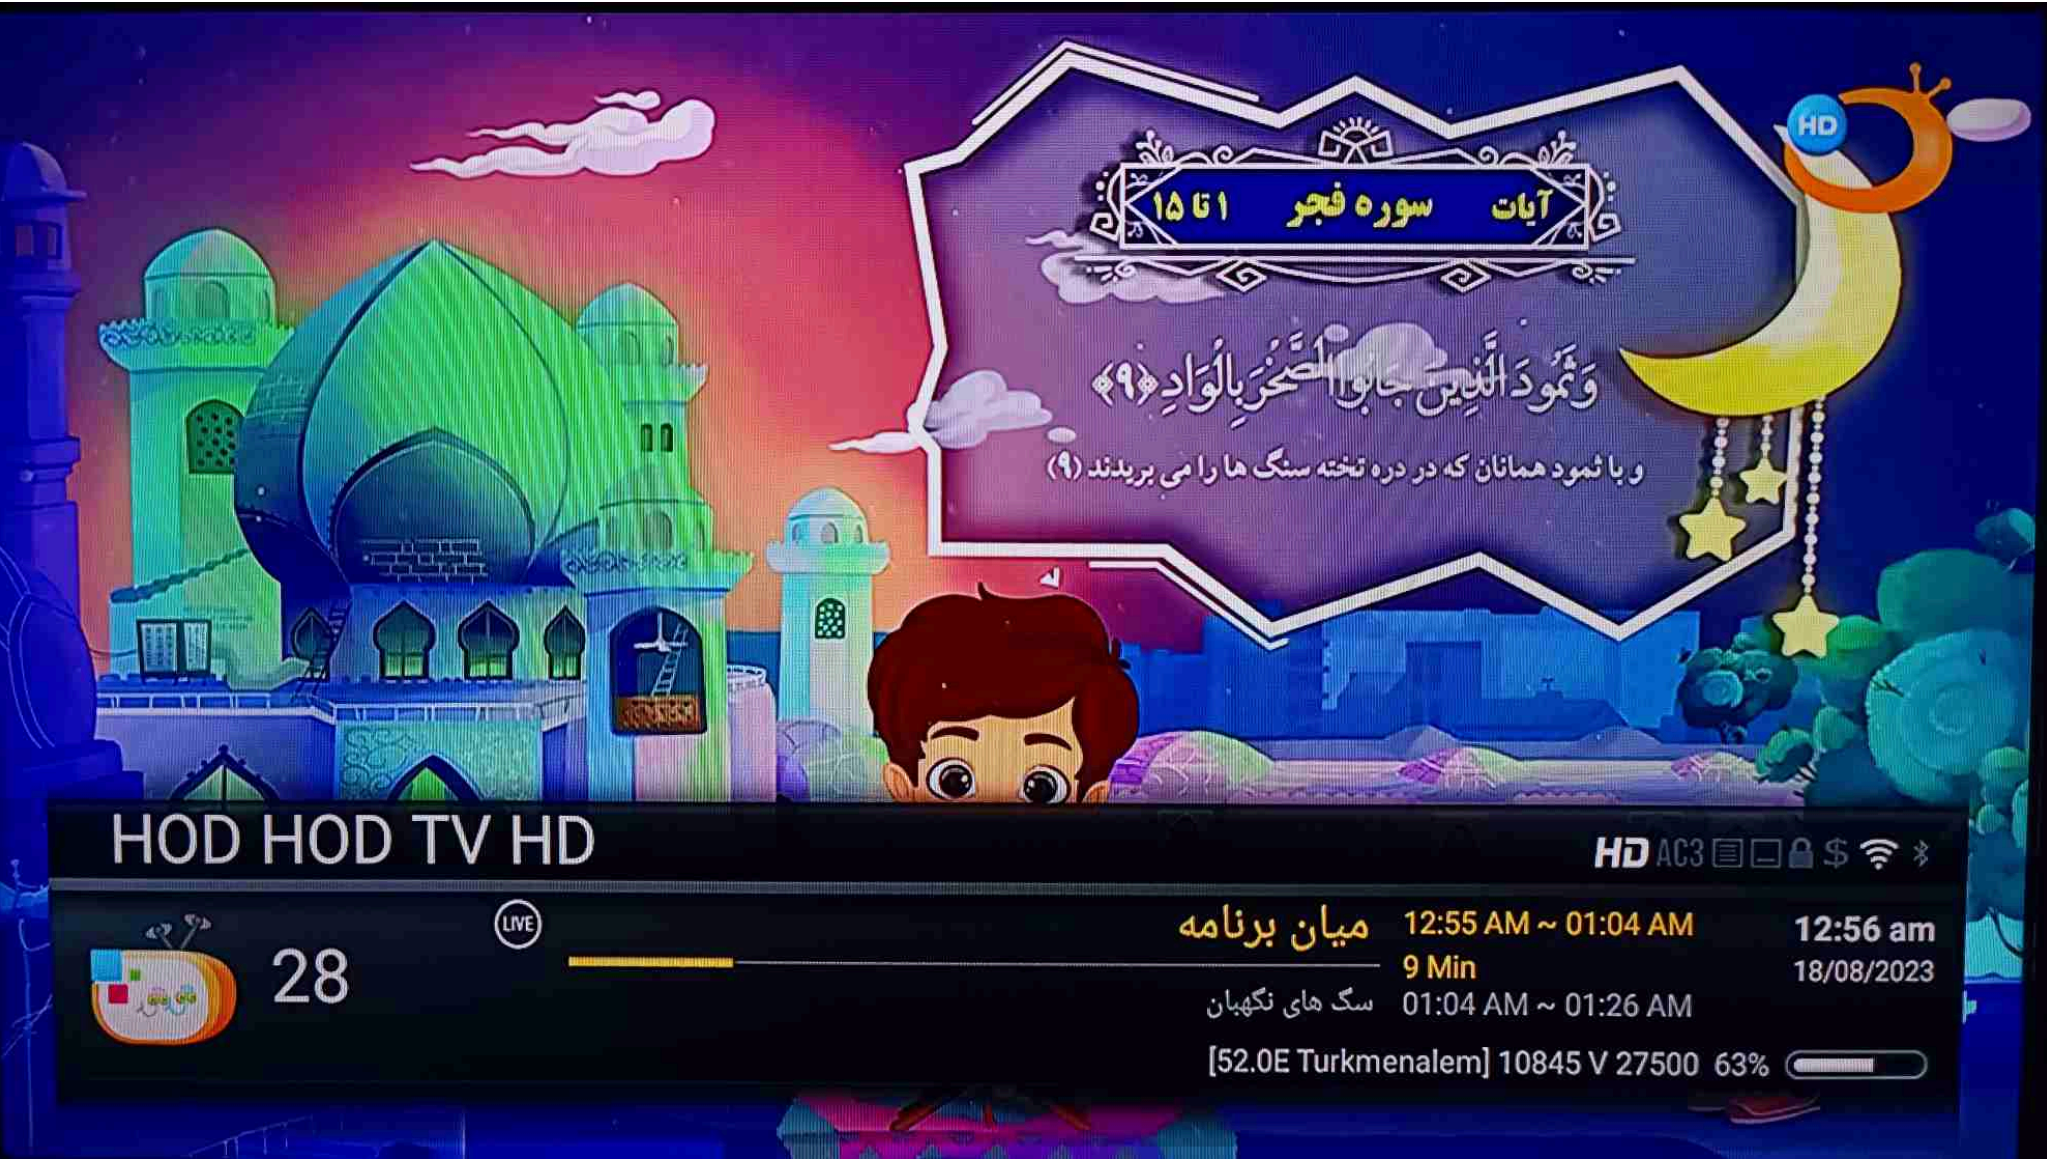 HD
آیات سوره فجر ۱ تا ۱۵
وَثَمُودَ الَّذِينَ جَابُوا الصَّخْرَ بِالْوَادِ ﴿۹﴾
و با ثمود همانان که در دره تخته سنگ ها را می بریدند (۹)
HOD HOD TV HD
HD AC3 $
LIVE
28
میان برنامه 12:55 AM ~ 01:04 AM
12:56 am
9 Min
18/08/2023
سگ های نگهبان 01:04 AM ~ 01:26 AM
[52.0E Turkmenalem] 10845 V 27500 63%